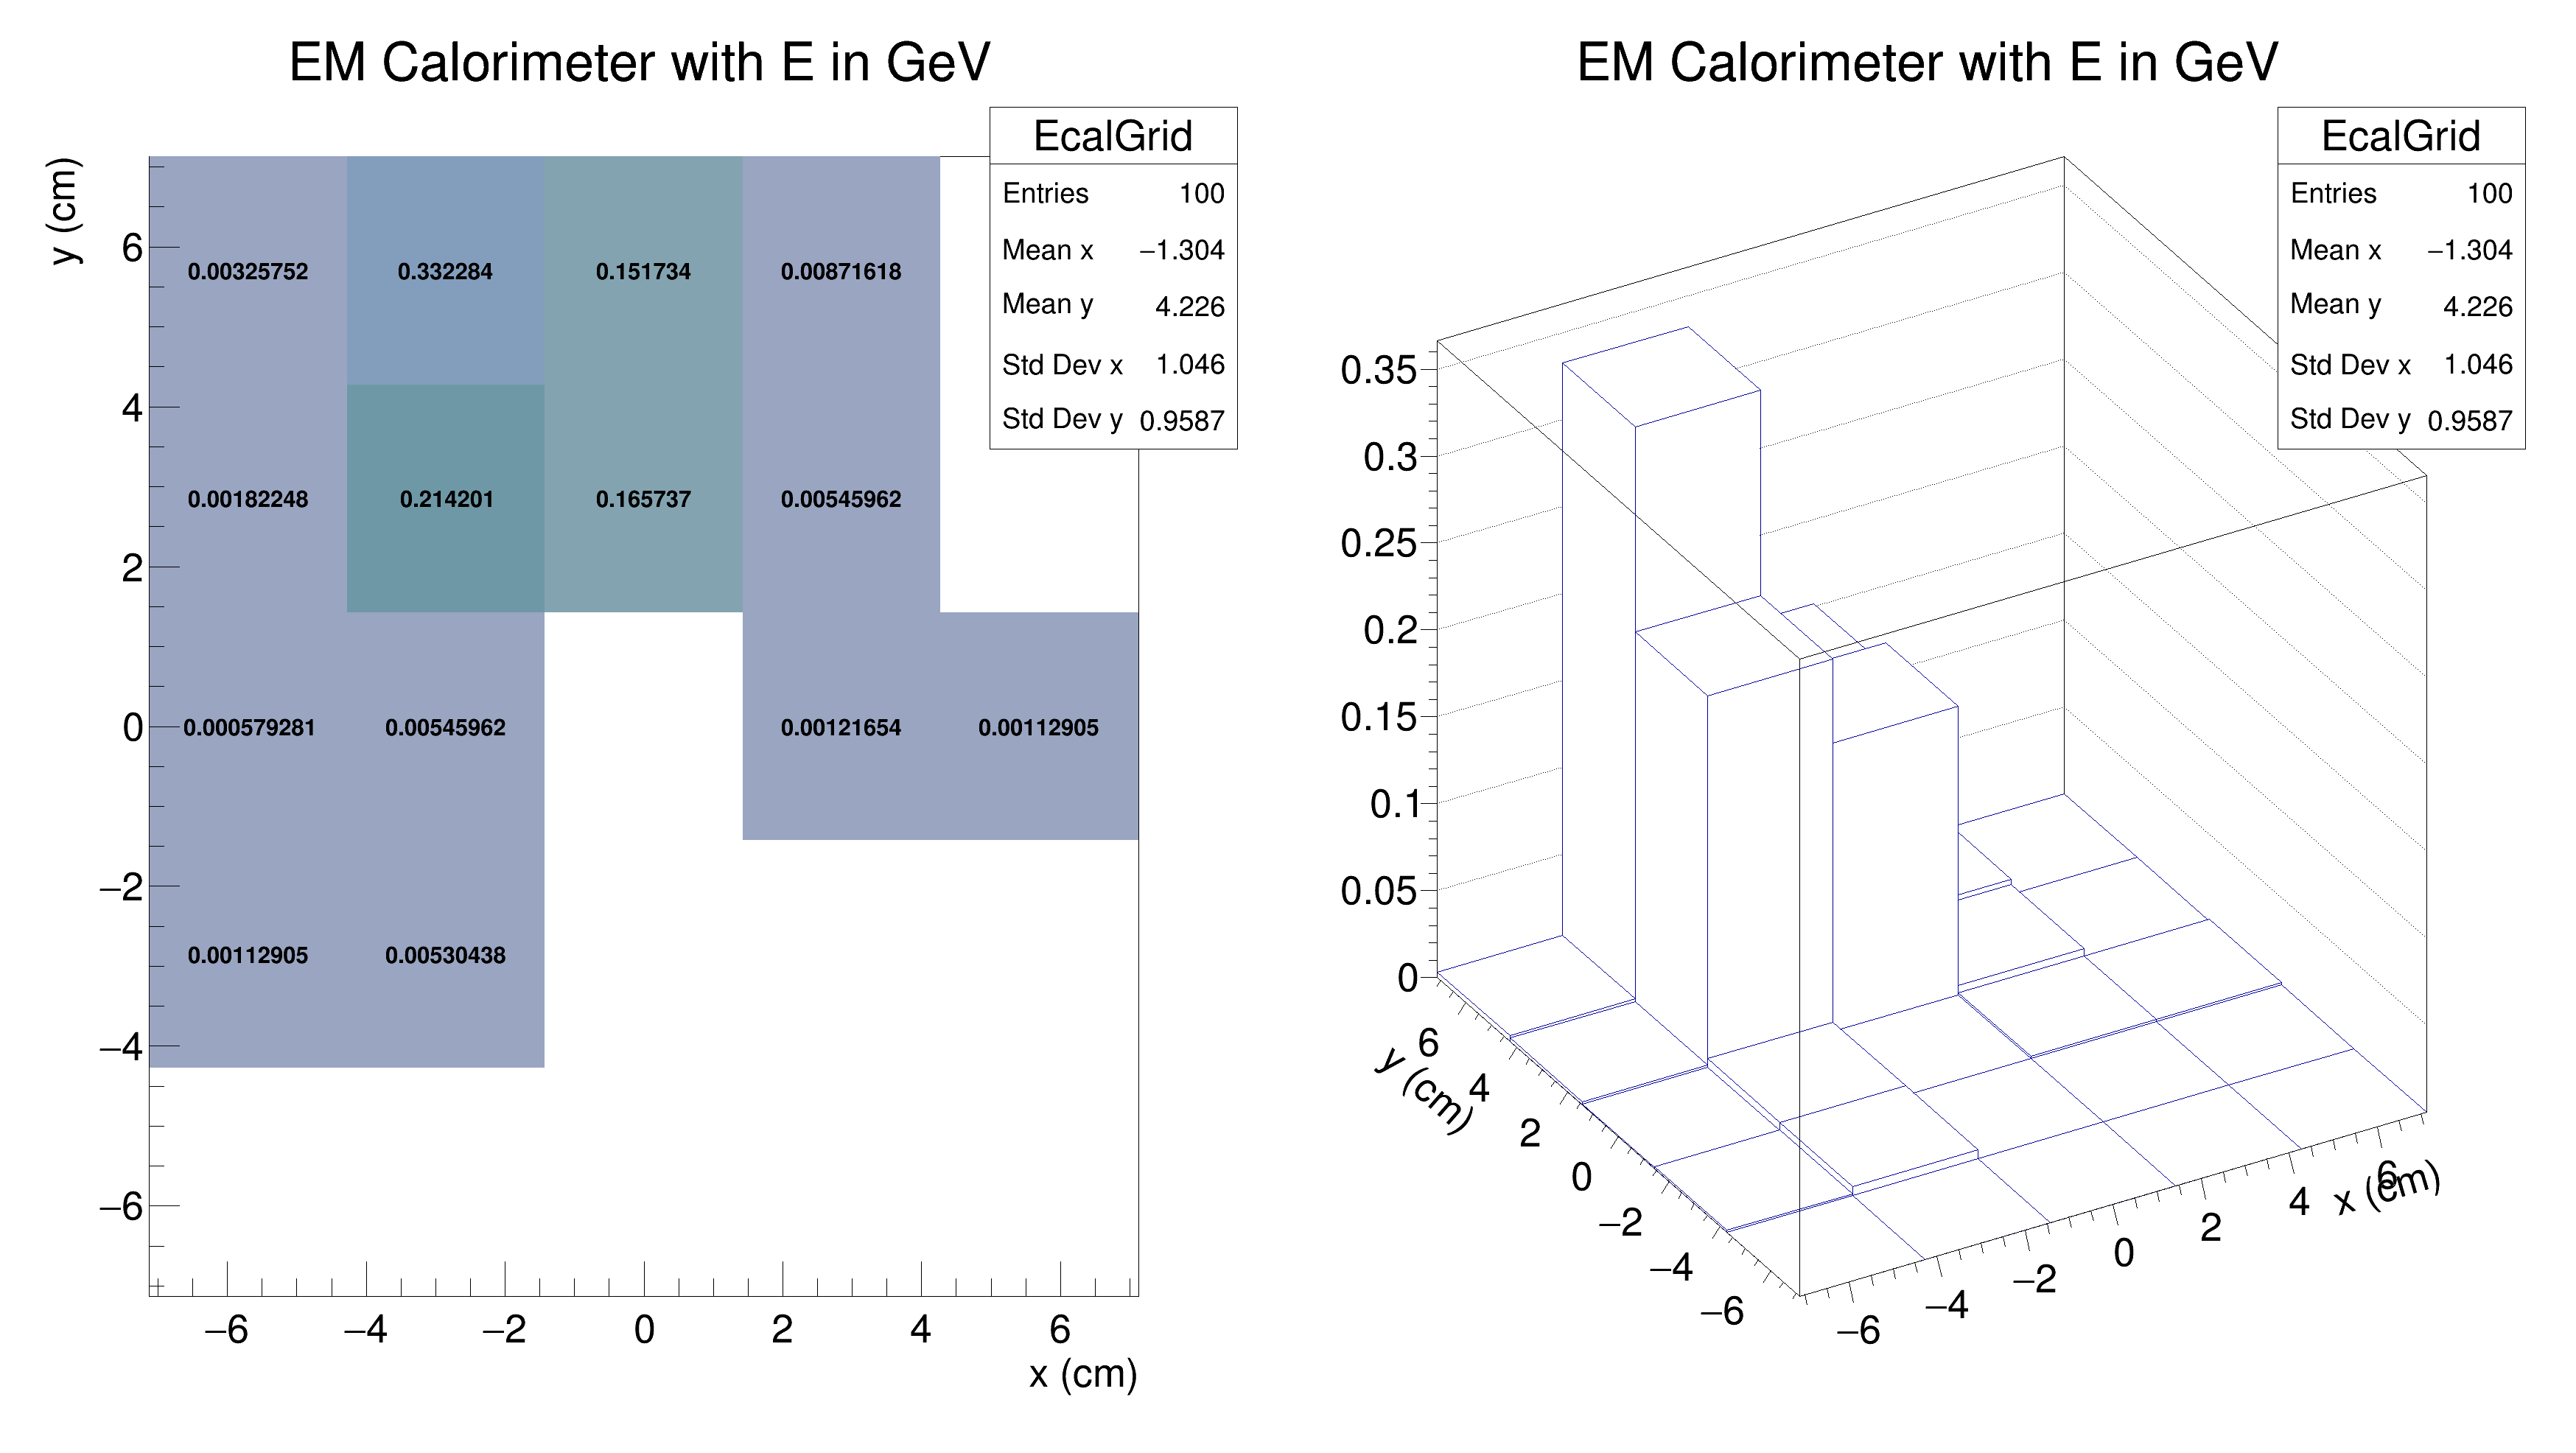 EM Calorimeter with E in GeV
EcalGrid
Entries 100
Mean x −1.304
Mean y 4.226
Std Dev x 1.046
Std Dev y 0.9587
y (cm)
6
4
2
0
−2
−4
−6
0.00325752 0.332284 0.151734 0.00871618
0.00182248 0.214201 0.165737 0.00545962
0.000579281 0.00545962 0.00121654 0.00112905
0.00112905 0.00530438
−6 −4 −2 0 2 4 6
x (cm)
EM Calorimeter with E in GeV
EcalGrid
Entries 100
Mean x −1.304
Mean y 4.226
Std Dev x 1.046
Std Dev y 0.9587
0.35
0.3
0.25
0.2
0.15
0.1
0.05
0
6
4
2
0
−2
−4
−6
y (cm)
−6
−4
−2
0
2
4
6
x (cm)